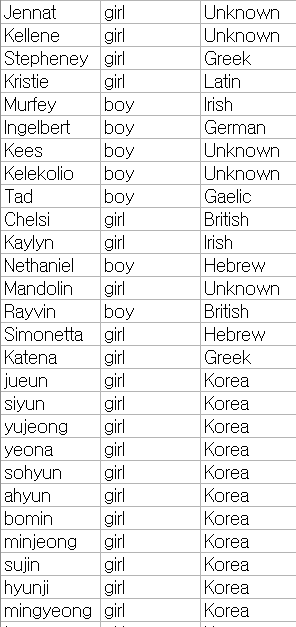 Jennat girl Unknown
Kellene girl Unknown
Stepheney girl Greek
Kristie girl Latin
Murfey boy Irish
Ingelbert boy German
Kees boy Unknown
Kelekolio boy Unknown
Tad boy Gaelic
Chelsi girl British
Kaylyn girl Irish
Nethaniel boy Hebrew
Mandolin girl Unknown
Rayvin boy British
Simonetta girl Hebrew
Katena girl Greek
jueun girl Korea
siyun girl Korea
yujeong girl Korea
yeona girl Korea
sohyun girl Korea
ahyun girl Korea
bomin girl Korea
minjeong girl Korea
sujin girl Korea
hyunji girl Korea
mingyeong girl Korea